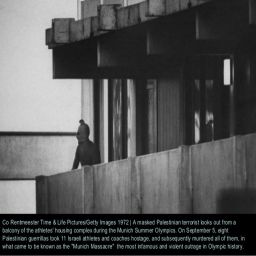 Co Rentmeester Time & Life Pictures/Getty Images 1972 | A masked Palestinian terrorist looks out from a
balcony of the athletes' housing complex during the Munich Summer Olympics. On September 5, eight
Palestinian guerrillas took 11 Israeli athletes and coaches hostage, and subsequently murdered all of them, in
what came to be known as the "Munich Massacre"  the most infamous and violent outrage in Olympic history.